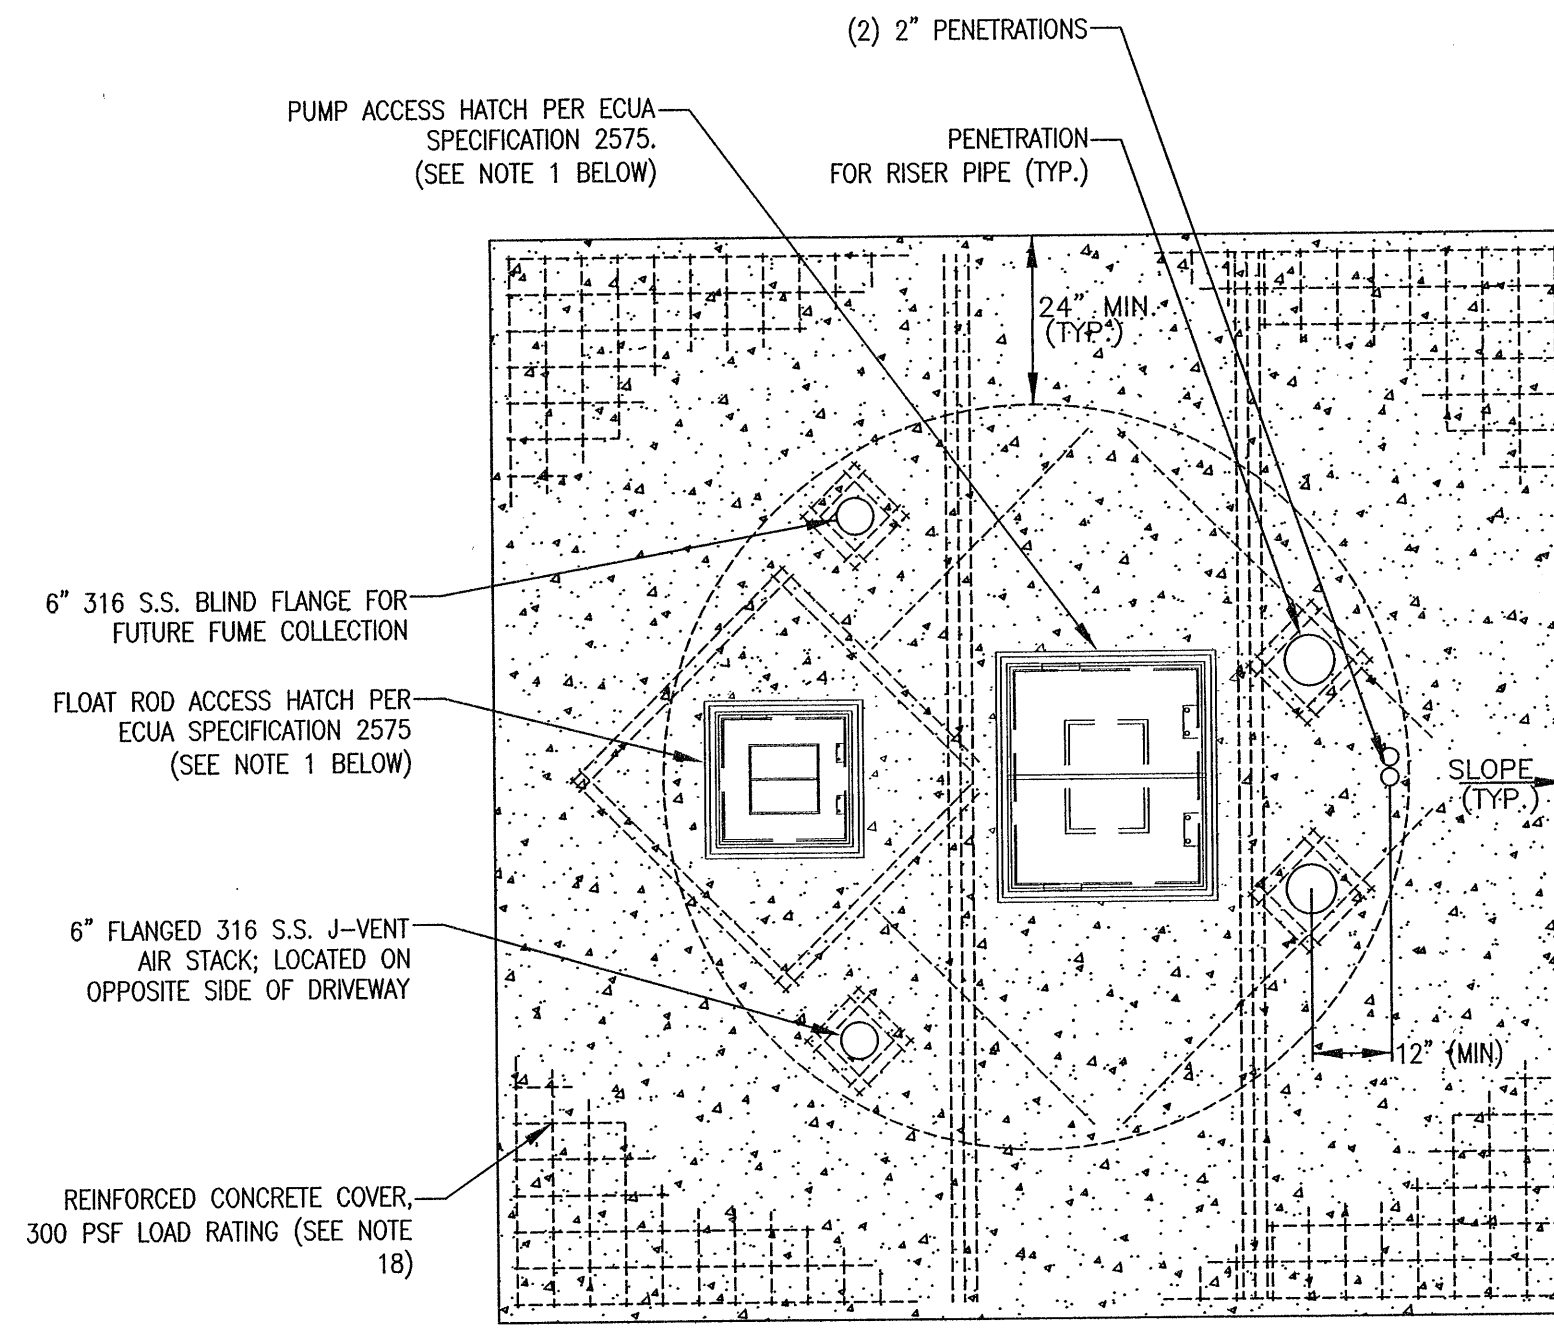 (2) 2" PENETRATIONS
PUMP ACCESS HATCH PER ECUA
SPECIFICATION 2575.
(SEE NOTE 1 BELOW)
PENETRATION
FOR RISER PIPE (TYP.)
24" MIN.
(TYP.)
6" 316 S.S. BLIND FLANGE FOR
FUTURE FUME COLLECTION
FLOAT ROD ACCESS HATCH PER
ECUA SPECIFICATION 2575
(SEE NOTE 1 BELOW)
SLOPE
(TYP.)
6" FLANGED 316 S.S. J-VENT
AIR STACK; LOCATED ON
OPPOSITE SIDE OF DRIVEWAY
12" (MIN)
REINFORCED CONCRETE COVER,
300 PSF LOAD RATING (SEE NOTE
18)